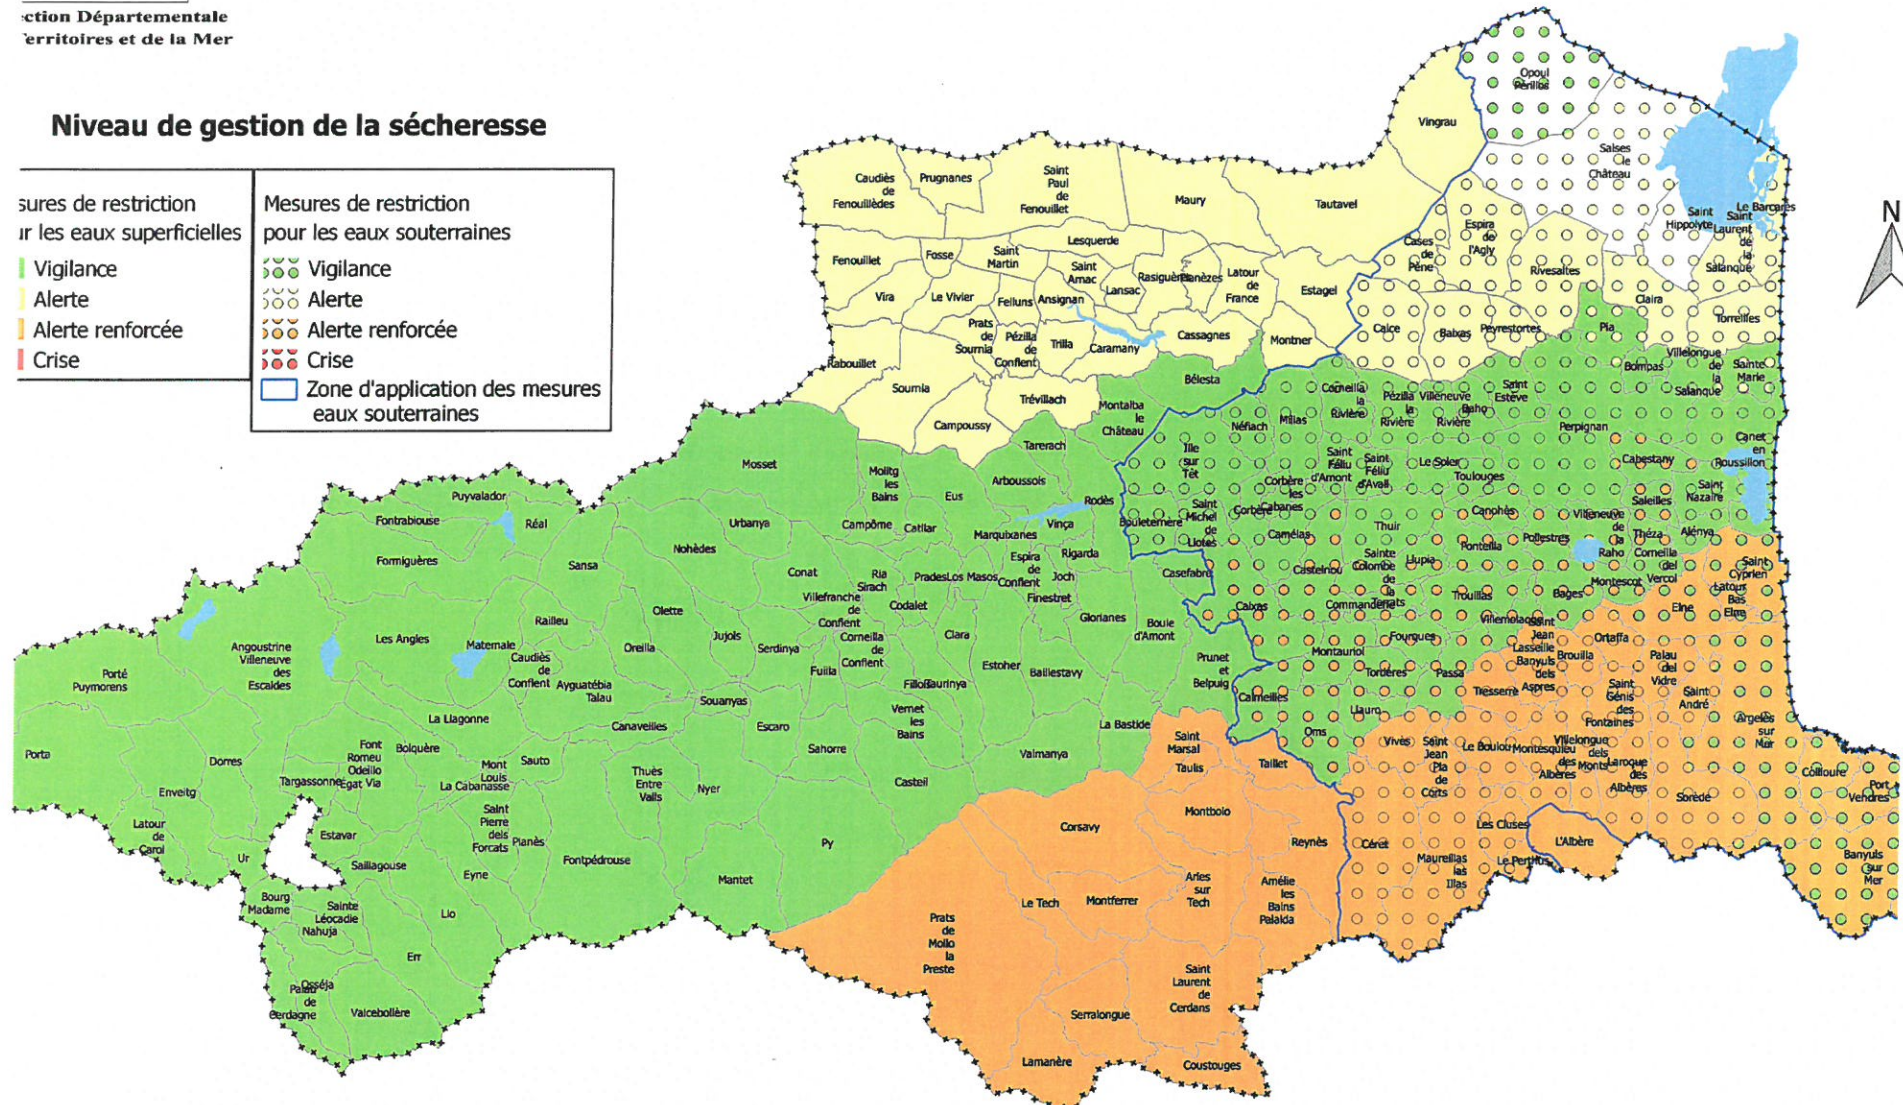 ction Départementale
erritoires et de la Mer
Niveau de gestion de la sécheresse
sures de restriction
ur les eaux superficielles
Vigilance
Alerte
Alerte renforcée
Crise
Mesures de restriction
pour les eaux souterraines
Vigilance
Alerte
Alerte renforcée
Crise
Zone d'application des mesures
eaux souterraines
N
Opoul
Périllos
Vingrau
Salses
le
Château
Caudiès
de
Fenouillèdes
Prugnanes
Saint
Paul
de
Fenouillet
Maury
Tautavel
Le Barcarès
Saint
Hippolyte
Saint
Laurent
de
la
Salanque
Espira
de
l'Agly
Cases
de
Pène
Rivesaltes
Claira
Torreilles
Fenouillet
Fosse
Saint
Martin
Lesquerde
Saint
Arnac
Lansac
Rasiguères
Planèzes
Latour
de
France
Estagel
Vira
Le Vivier
Felluns
Ansignan
Prats
de
Sournia
Pézilla
de
Conflent
Trilla
Caramany
Cassagnes
Montner
Calce
Baixas
Peyrestortes
Pia
Rabouillet
Sournia
Campoussy
Trévillach
Bélesta
Montalba
le
Château
Tarerach
Bompas
Villelongue
de
la
Salanque
Sainte
Marie
Corneilla
la
Rivière
Pézilla
la
Rivière
Villeneuve
Rivière
Baho
Saint
Estève
Perpignan
Néfiach
Millas
Canet
en
Roussillon
Cabestany
Ille
sur
Têt
Saint
Féliu
d'Amont
Saint
Féliu
d'Avall
Le Soler
Toulouges
Saint
Nazaire
Saleilles
Mosset
Molitg
les
Bains
Eus
Arboussols
Rodès
Puyvalador
Fontrabiouse
Réal
Urbanya
Campôme
Catllar
Marquixanes
Vinça
Bouleternère
Saint
Michel
de
Llotes
Corbère
Corbère
les
Cabanes
Camélas
Thuir
Canohès
Pollestres
Villeneuve
de
la
Raho
Théza
Alénya
Corneilla
del
Vercol
Saint
Cyprien
Formiguères
Sansa
Nohèdes
Conat
Ria
Sirach
Prades
Los Masos
Espira
de
Conflent
Joch
Rigarda
Finestret
Casefabre
Castelnou
Sainte
Colombe
de
la
Commanderie
Terrats
Llupia
Ponteilla
Trouillas
Bages
Montescot
Elne
Latour
Bas
Elne
Villefranche
de
Conflent
Codalet
Corneilla
de
Conflent
Clara
Glorianes
Boule
d'Amont
Caixas
Fourques
Villemolaque
Saint
Jean
Lasseille
Banyuls
dels
Aspres
Brouilla
Ortaffa
Palau
del
Vidre
Angoustrine
Villeneuve
des
Escaldes
Les Angles
Matemale
Railleu
Caudiès
de
Conflent
Olette
Oreilla
Jujols
Serdinya
Fuilla
Fillols
Taurinya
Estoher
Baillestavy
Prunet
et
Belpuig
Montauriol
Tordères
Passa
Tresserre
Saint
Génis
des
Fontaines
Saint
André
Argelès
sur
Mer
Porté
Puymorens
Ayguatébia
Talau
Souanyas
Canaveilles
Escaro
Sahorre
Vernet
les
Bains
Valmanya
La Bastide
Calmeilles
Llauro
Oms
Porta
Dorres
Enveitg
La Llagonne
Font
Romeu
Odeillo
Via
Egat
Bolquère
Targassonne
Mont
Louis
La Cabanasse
Sauto
Thuès
Entre
Valls
Nyer
Casteil
Saint
Marsal
Taulis
Taillet
Vivès
Saint
Jean
Pla
de
Corts
Le Boulou
Montesquieu
des
Albères
Villelongue
dels
Monts
Laroque
des
Albères
Sorède
Collioure
Port
Vendres
Latour
de
Carol
Ur
Estavar
Saillagouse
Saint
Pierre
dels
Forcats
Planès
Eyne
Fontpédrouse
Mantet
Py
Corsavy
Montbolo
Reynès
Céret
Les Cluses
L'Albère
Maureillas
las
Illas
Le Perthus
Banyuls
sur
Mer
Bourg
Madame
Sainte
Léocadie
Nahuja
Llo
Err
Osséja
Palau
de
Cerdagne
Valcebollère
Prats
de
Mollo
la
Preste
Le Tech
Montferrer
Arles
sur
Tech
Amélie
les
Bains
Palalda
Saint
Laurent
de
Cerdans
Serralongue
Lamanère
Coustouges